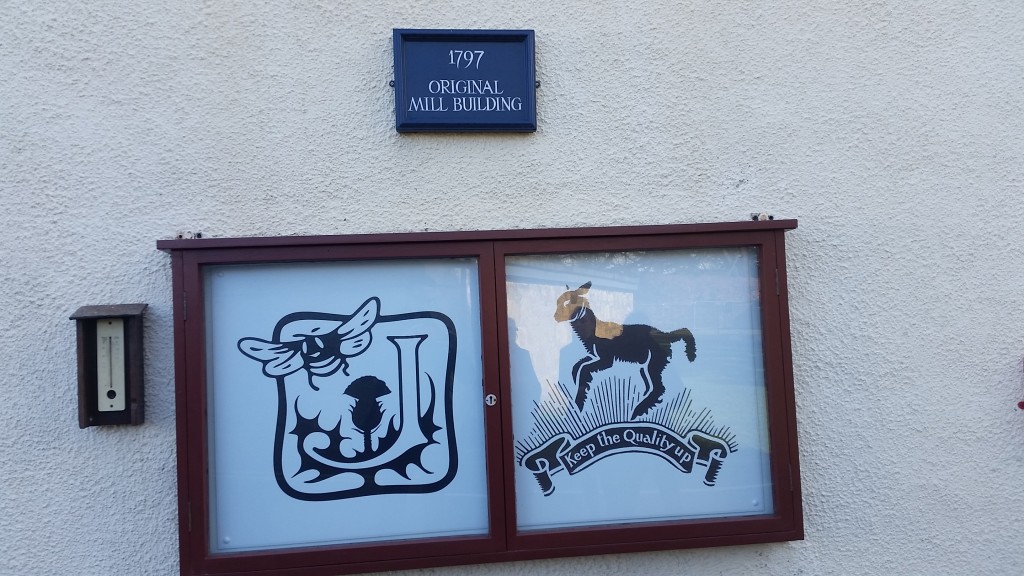 1797
ORIGINAL
MILL BUILDING
J
Keep the Quality up